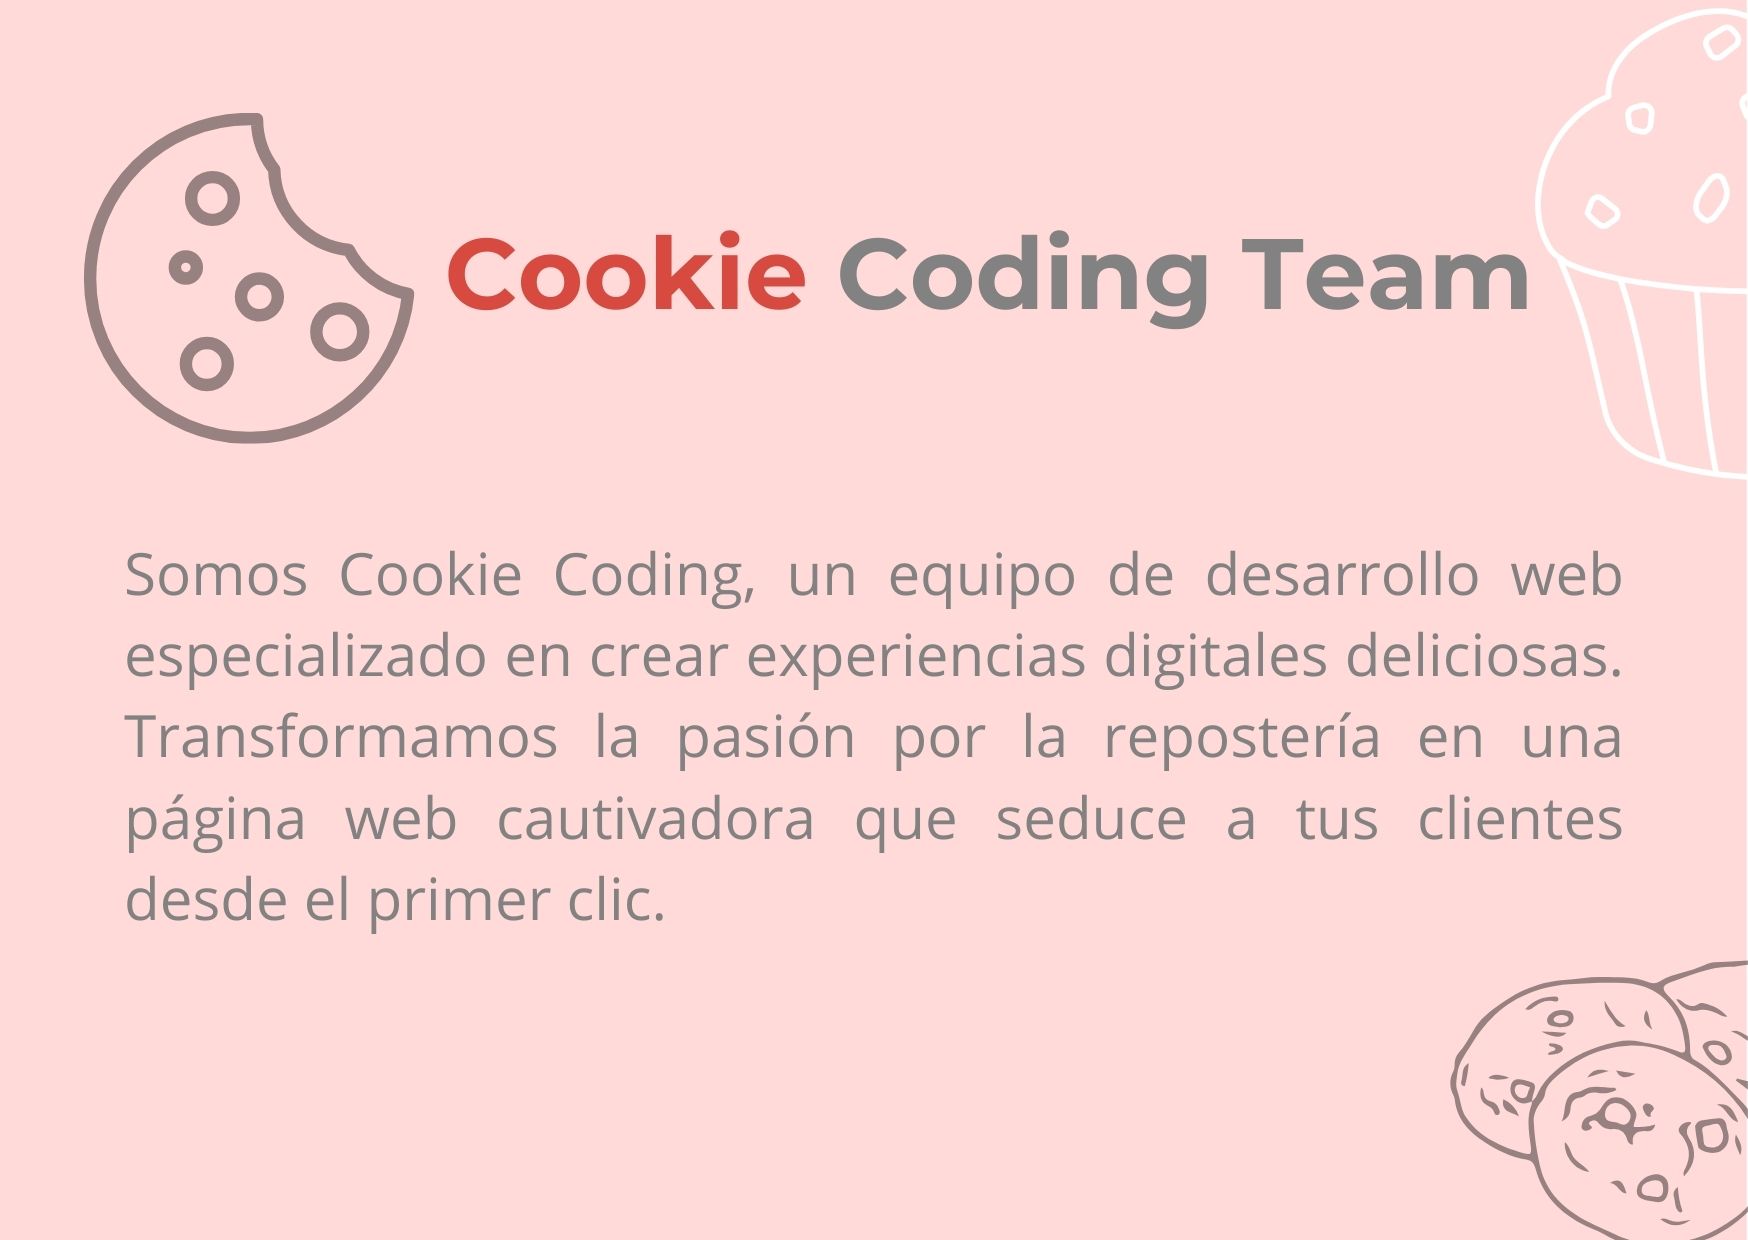 Cookie Coding Team
Somos Cookie Coding, un equipo de desarrollo web
especializado en crear experiencias digitales deliciosas.
Transformamos la pasión por la repostería en una
página web cautivadora que seduce a tus clientes
desde el primer clic.